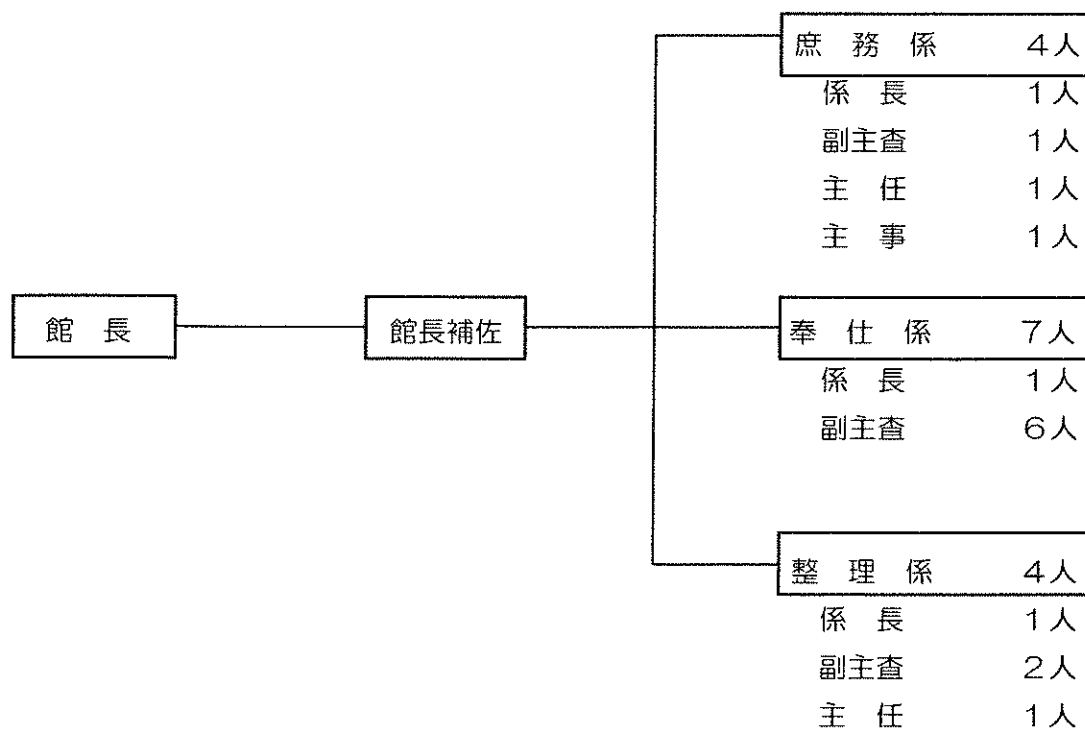 館　長
館長補佐
庶　務　係　　４人
係　長　　１人
副主査　　１人
主　任　　１人
主　事　　１人
奉　仕　係　　７人
係　長　　１人
副主査　　６人
整　理　係　　４人
係　長　　１人
副主査　　２人
主　任　　１人